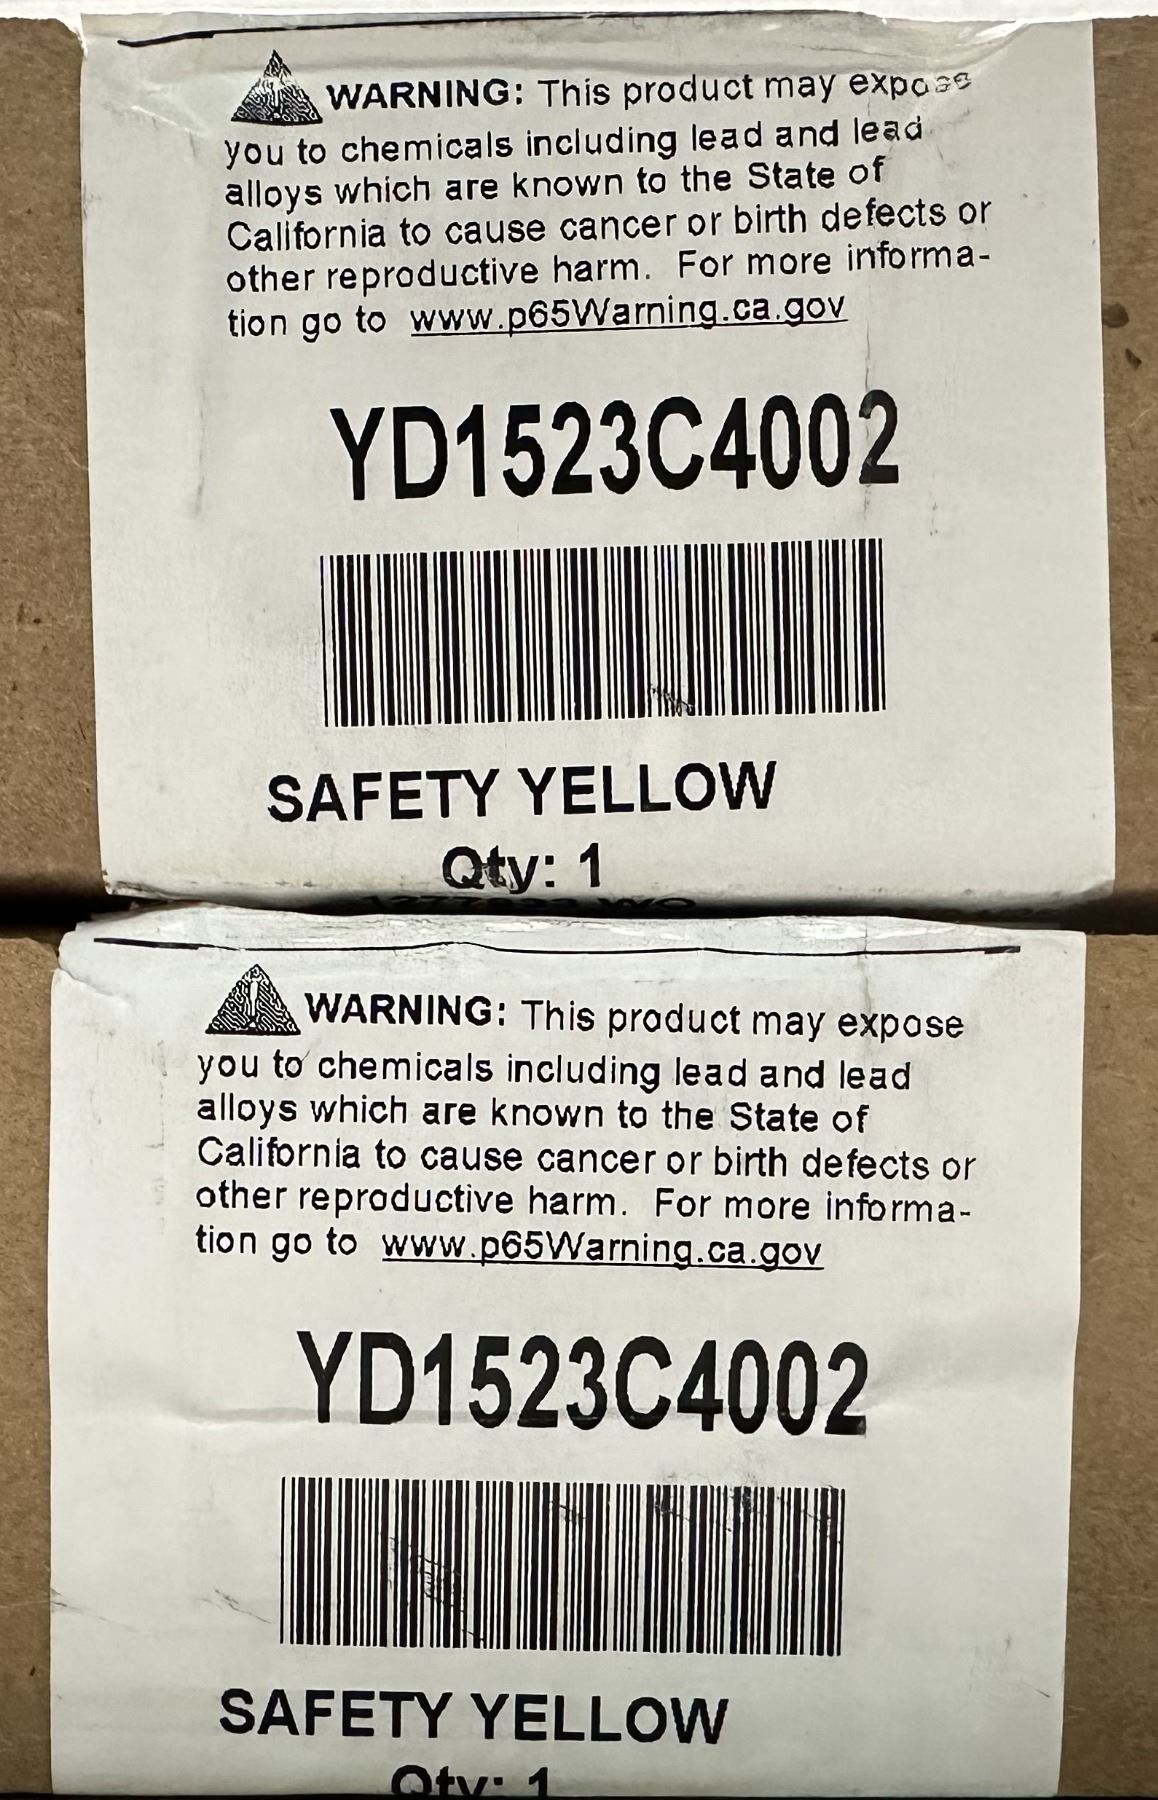 WARNING: This product may expose
you to chemicals including lead and lead
alloys which are known to the State of
California to cause cancer or birth defects or
other reproductive harm. For more informa-
tion go to www.p65Warning.ca.gov
YD1523C4002
SAFETY YELLOW
Qty: 1
WARNING: This product may expose
you to chemicals including lead and lead
alloys which are known to the State of
California to cause cancer or birth defects or
other reproductive harm. For more informa-
tion go to www.p65Warning.ca.gov
YD1523C4002
SAFETY YELLOW
Qty: 1